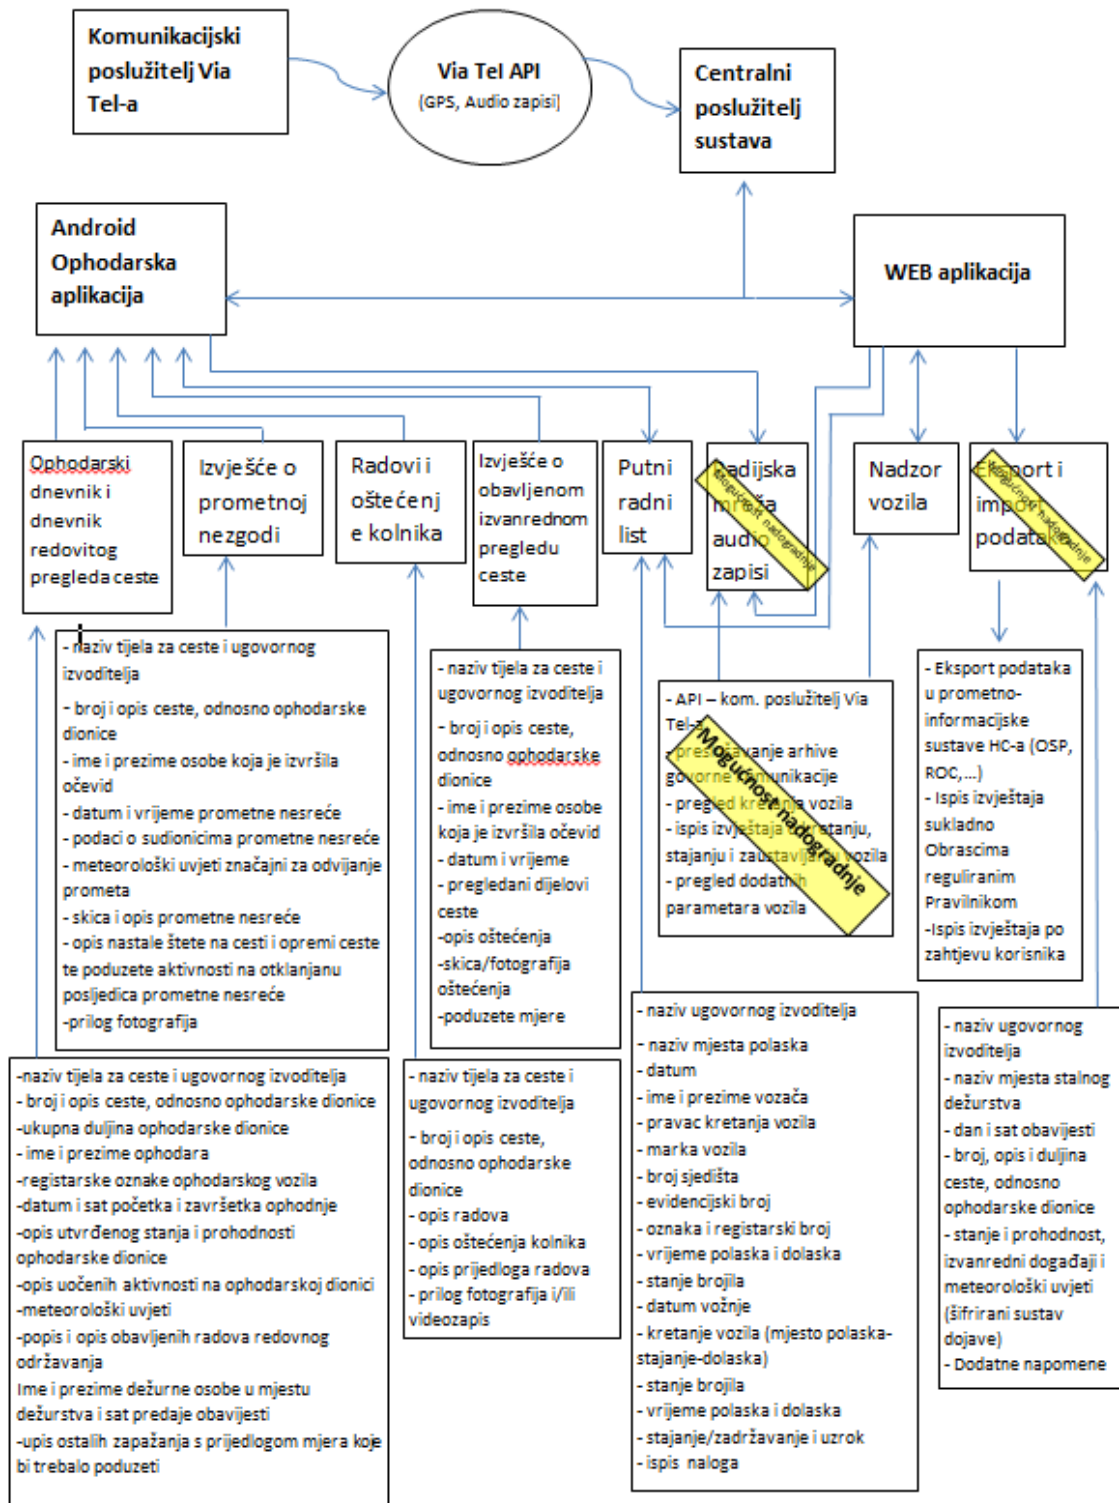 Komunikacijski
poslužitelj Via
Tel-a
Via Tel API
(GPS, Audio zapisi)
Centralni
poslužitelj
sustava
Android
Ophodarska
aplikacija
WEB aplikacija
Ophodarski
dnevnik i
dnevnik
redovitog
pregleda ceste
Izvješće o
prometnoj
nezgodi
Radovi i
oštećenj
e kolnika
Izvješće o
obavljenom
izvanrednom
pregledu
ceste
Putni
radni
list
Radijska
mreža
audio
zapisi
Mogućnost nadogradnje
Nadzor
vozila
Eksport i
import
podataka
Mogućnost nadogradnje
- naziv tijela za ceste i ugovornog
izvoditelja
- broj i opis ceste, odnosno ophodarske
dionice
- ime i prezime osobe koja je izvršila
očevid
- datum i vrijeme prometne nesreće
- podaci o sudionicima prometne nesreće
- meteorološki uvjeti značajni za odvijanje
prometa
- skica i opis prometne nesreće
- opis nastale štete na cesti i opremi ceste
te poduzete aktivnosti na otklanjanu
posljedica prometne nesreće
-prilog fotografija
- naziv tijela za ceste i
ugovornog izvoditelja
- broj i opis ceste,
odnosno ophodarske
dionice
- ime i prezime osobe
koja je izvršila očevid
- datum i vrijeme
- pregledani dijelovi
ceste
-opis oštećenja
-skica/fotografija
oštećenja
-poduzete mjere
- API – kom. poslužitelj Via
Tel-a
- preslušavanje arhive
govorne komunikacije
- pregled kretanja vozila
- ispis izvještaja o kretanju,
stajanju i zaustavljanju vozila
- pregled dodatnih
parametara vozila
Mogućnost nadogradnje
- Eksport podataka
u prometno-
informacijske
sustave HC-a (OSP,
ROC,...)
- Ispis izvještaja
sukladno
Obrascima
reguliranim
Pravilnikom
-Ispis izvještaja po
zahtjevu korisnika
-naziv tijela za ceste i ugovornog izvoditelja
- broj i opis ceste, odnosno ophodarske dionice
-ukupna duljina ophodarske dionice
- ime i prezime ophodara
-registarske oznake ophodarskog vozila
-datum i sat početka i završetka ophodnje
-opis utvrđenog stanja i prohodnosti
ophodarske dionice
-opis uočenih aktivnosti na ophodarskoj dionici
-meteorološki uvjeti
-popis i opis obavljenih radova redovnog
održavanja
Ime i prezime dežurne osobe u mjestu
dežurstva i sat predaje obavijesti
-upis ostalih zapažanja s prijedlogom mjera koje
bi trebalo poduzeti
- naziv tijela za ceste i
ugovornog izvoditelja
- broj i opis ceste,
odnosno ophodarske
dionice
- opis radova
- opis oštećenja kolnika
- opis prijedloga radova
- prilog fotografija i/ili
videozapis
- naziv ugovornog izvoditelja
- naziv mjesta polaska
- datum
- ime i prezime vozača
- pravac kretanja vozila
- marka vozila
- broj sjedišta
- evidencijski broj
- oznaka i registarski broj
- vrijeme polaska i dolaska
- stanje brojila
- datum vožnje
- kretanje vozila (mjesto polaska-
stajanje-dolaska)
- stanje brojila
- vrijeme polaska i dolaska
- stajanje/zadržavanje i uzrok
- ispis naloga
- naziv ugovornog
izvoditelja
- naziv mjesta stalnog
dežurstva
- dan i sat obavijesti
- broj, opis i duljina
ceste, odnosno
ophodarske dionice
- stanje i prohodnost,
izvanredni događaji i
meteorološki uvjeti
(šifrirani sustav
dojave)
- Dodatne napomene